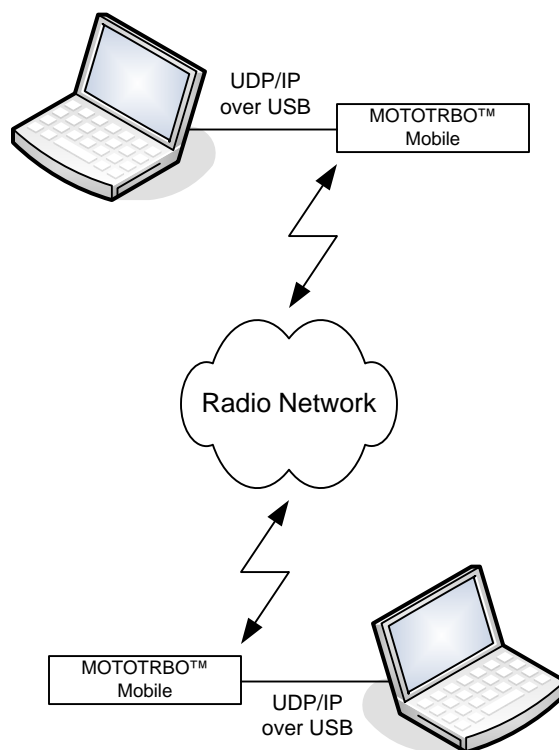 UDP/IP
over USB
MOTOTRBO™
Mobile
Radio Network
MOTOTRBO™
Mobile
UDP/IP
over USB